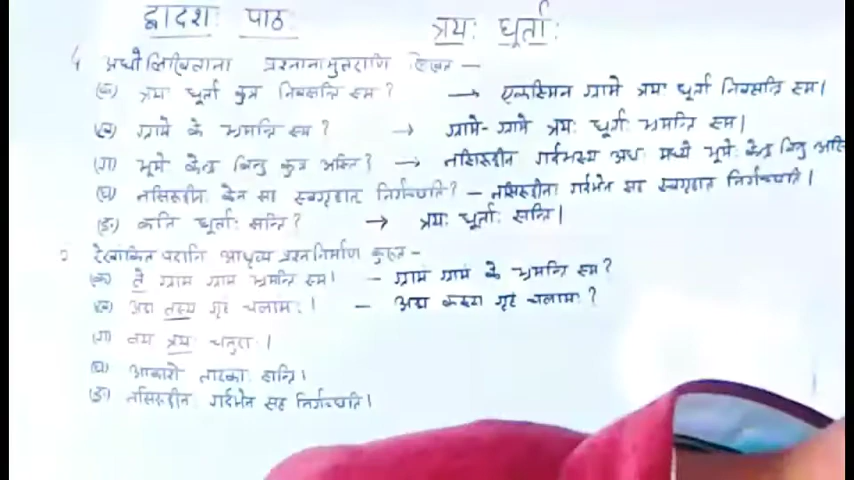 द्वादशः पाठः त्रयः धूर्ताः
१ अधोलिखिताना प्रश्नानामुत्तराणि लिखत —
(क) त्रयः धूर्ता कुत्र निवसन्ति स्म? → एकस्मिन ग्रामे त्रयः धूर्ता निवसन्ति स्म।
(ख) ग्रामे के भ्रमन्ति स्म? → ग्रामे-ग्रामे त्रयः धूर्ताः भ्रमन्ति स्म।
(ग) भूमे केन्द्र बिन्दु कुत्र अस्ति? → नसिरुद्दीन गर्दभस्य अधः मध्ये भूमेः केन्द्र बिन्दु
(घ) नसिरुद्दीनः केन सह स्वगृहात निर्गच्छति? – नसिरुद्दीनः गर्दभेन सह स्वगृहात निर्गच्छति।
(ङ) कति धूर्ताः सन्ति? → त्रयः धूर्ताः सन्ति।
२ रेखांकित पदानि आधृत्य प्रश्ननिर्माण कुरुत –
(क) ते ग्राम ग्राम भ्रमन्ति स्म। – ग्रामं ग्रामं के भ्रमन्ति स्म?
(ख) अद्य तस्य गृहं चलामः। – अद्य कस्य गृहं चलामः?
(ग) वयं त्रयः चतुराः।
(घ) आकाशे तारकाः सन्ति।
(ङ) नसिरुद्दीनः गर्दभेन सह निर्गच्छति।